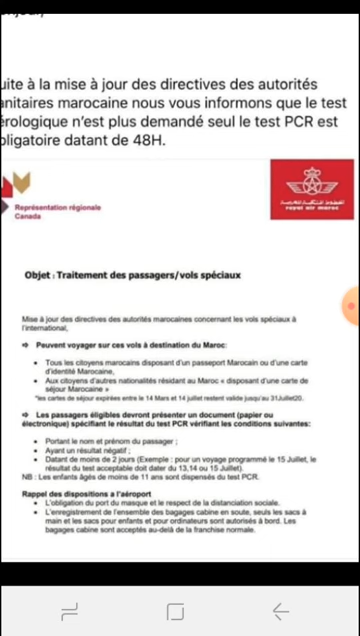 uite à la mise à jour des directives des autorités
anitaires marocaine nous vous informons que le test
érologique n'est plus demandé seul le test PCR est
bligatoire datant de 48H.
Représentation régionale
Canada
royal air maroc
Objet : Traitement des passagers/vols spéciaux
Mise à jour des directives des autorités marocaines concernant les vols spéciaux à
l'international,
➪ Peuvent voyager sur ces vols à destination du Maroc:
• Tous les citoyens marocains disposant d'un passeport Marocain ou d'une carte
d'identité Marocaine,
• Aux citoyens d'autres nationalités résidant au Maroc « disposant d'une carte de
séjour Marocaine »
*les cartes de séjour expirées entre le 14 Mars et 14 juillet restent valide jusqu'au 31Juillet20.
➪ Les passagers éligibles devront présenter un document (papier ou
électronique) spécifiant le résultat du test PCR vérifiant les conditions suivantes:
• Portant le nom et prénom du passager ;
• Ayant un résultat négatif ;
• Datant de moins de 2 jours (Exemple : pour un voyage programmé le 15 Juillet, le
résultat du test acceptable doit dater du 13,14 ou 15 Juillet).
NB : Les enfants âgés de moins de 11 ans sont dispensés du test PCR.
Rappel des dispositions a l'aéroport
• L'obligation du port du masque et le respect de la distanciation sociale.
• L'enregistrement de l'ensemble des bagages cabine en soute, seuls les sacs à
main et les sacs pour enfants et pour ordinateurs sont autorisés à bord. Les
bagages cabine sont acceptés au-delà de la franchise normale.